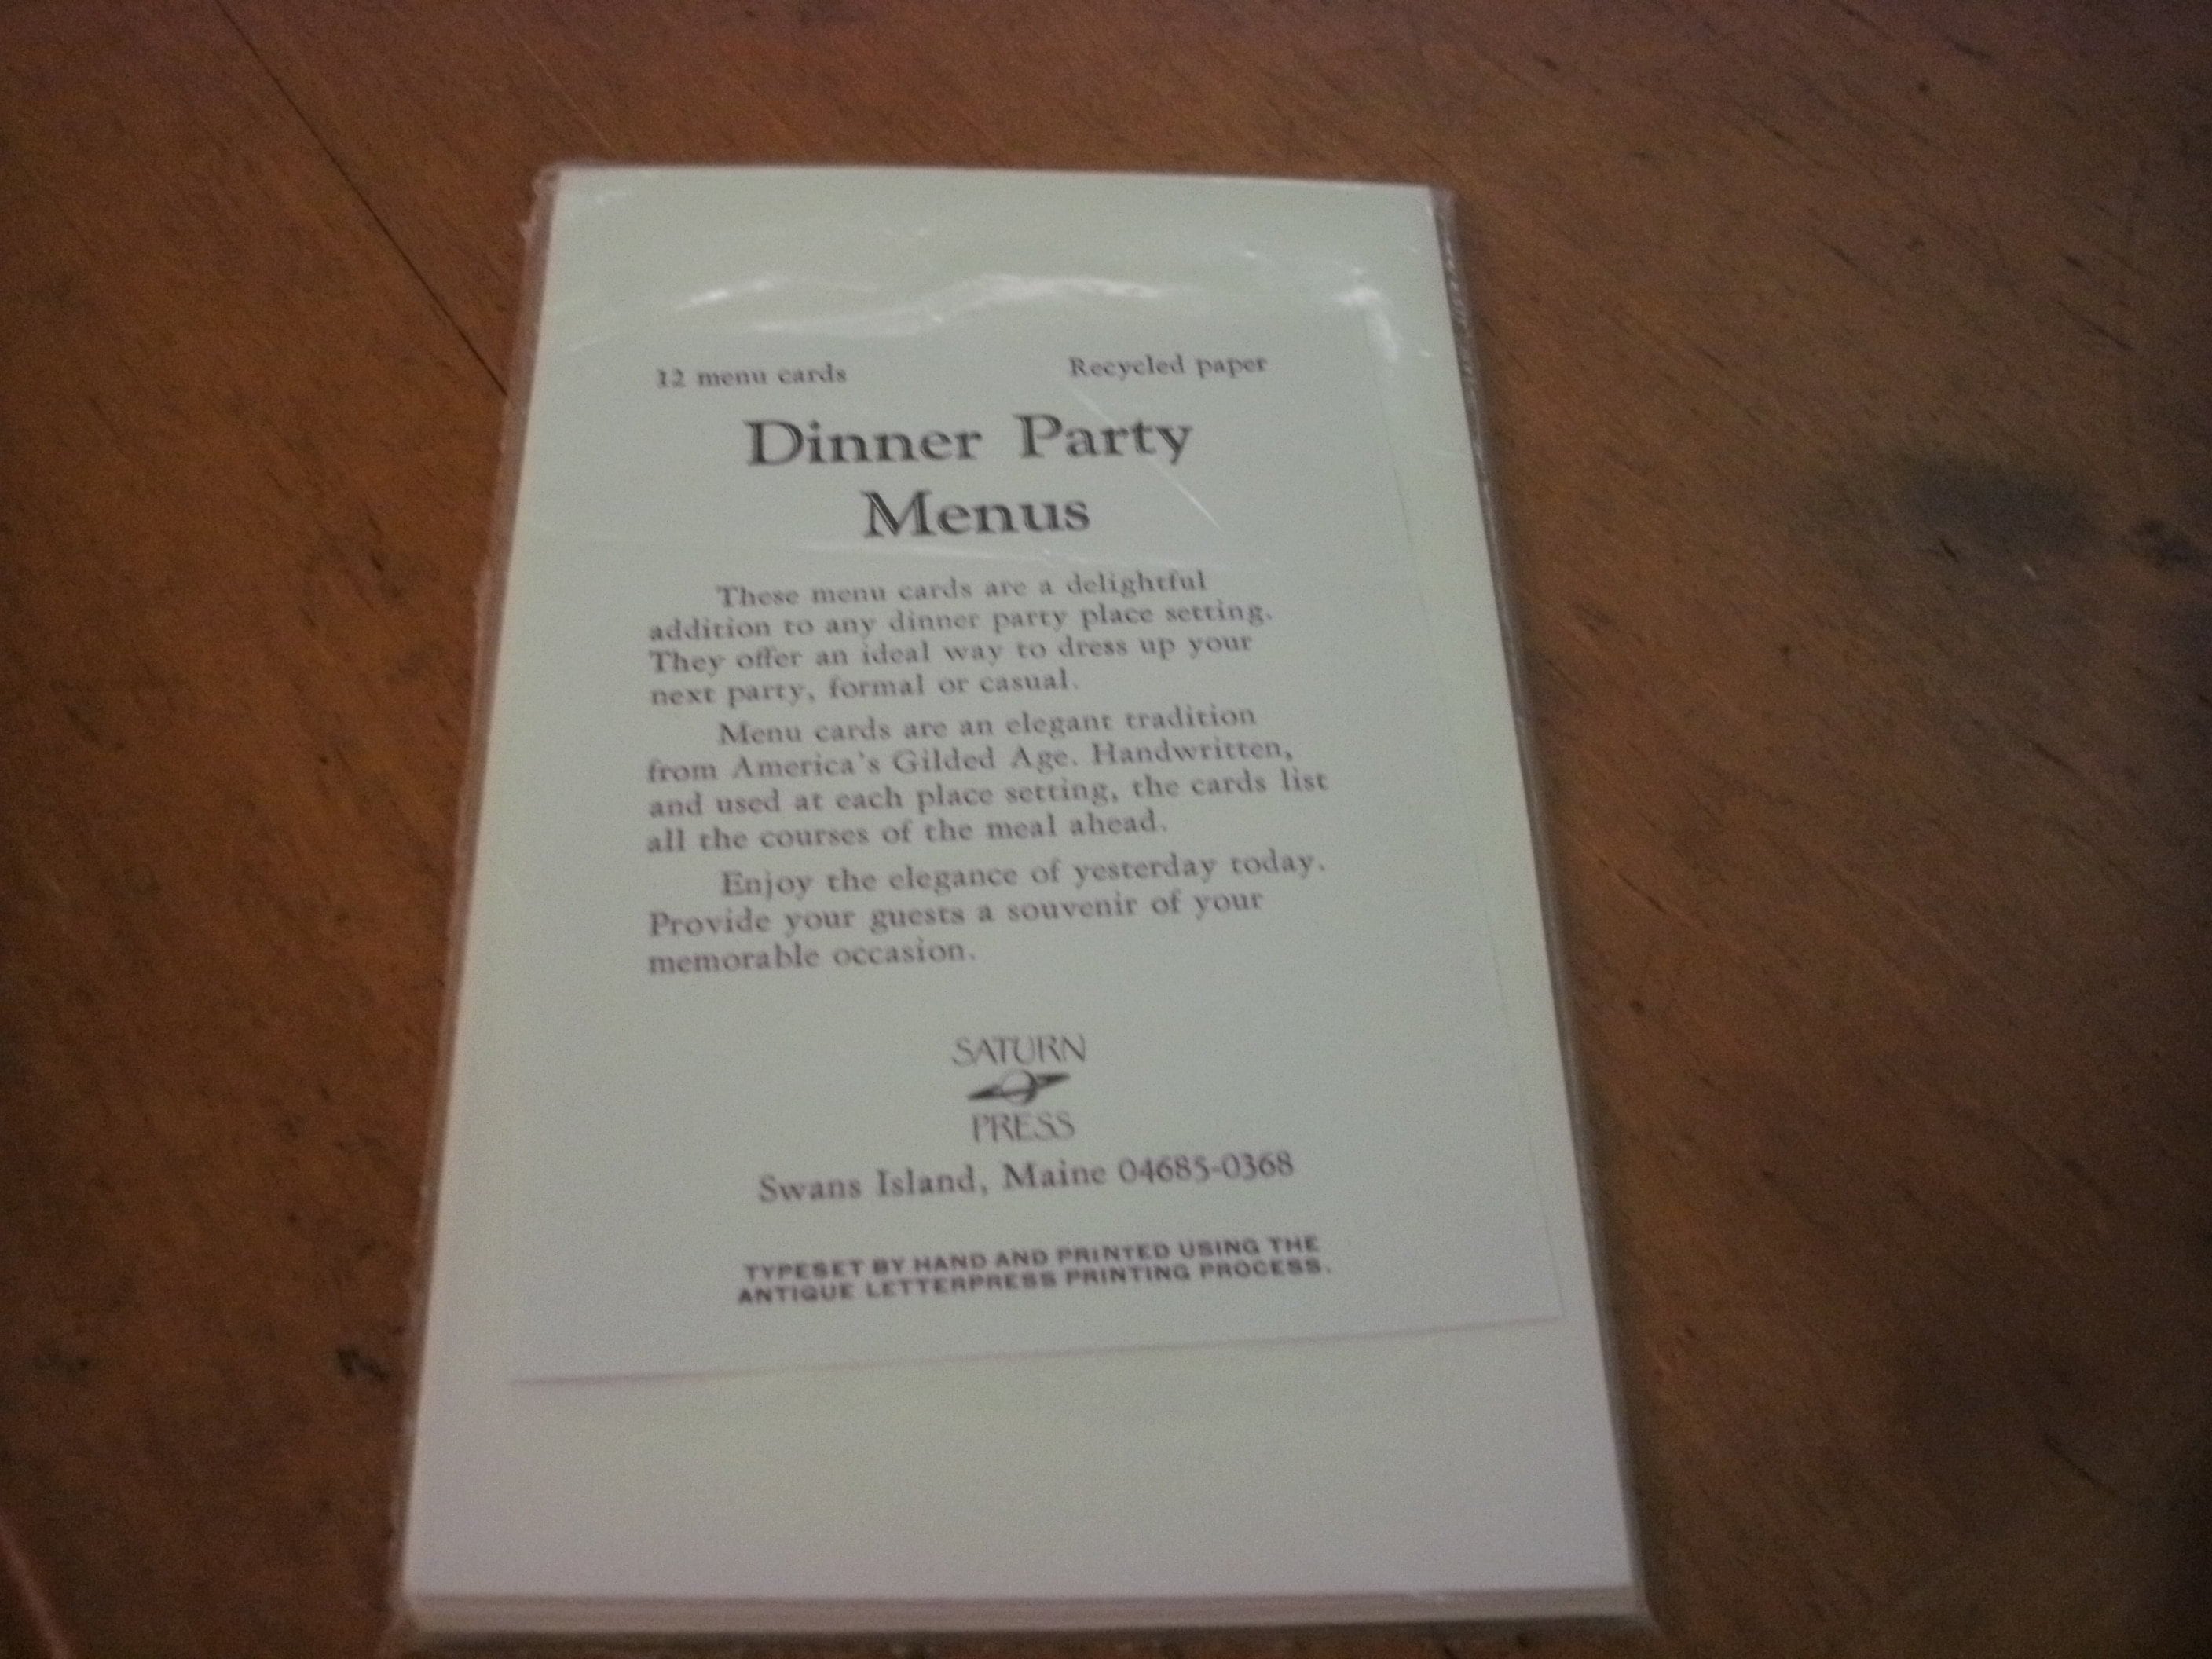 12 menu cards Recycled paper
Dinner Party
Menus
These menu cards are a delightful
addition to any dinner party place setting.
They offer an ideal way to dress up your
next party, formal or casual.
Menu cards are an elegant tradition
from America's Gilded Age. Handwritten,
and used at each place setting, the cards list
all the courses of the meal ahead.
Enjoy the elegance of yesterday today.
Provide your guests a souvenir of your
memorable occasion.
SATURN
PRESS
Swans Island, Maine 04685-0368
TYPESET BY HAND AND PRINTED USING THE
ANTIQUE LETTERPRESS PRINTING PROCESS.